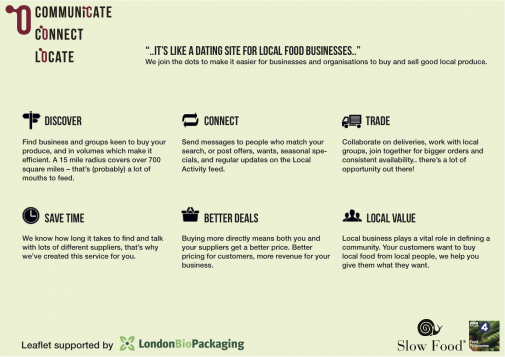 COMMUNiCATE
CoNNECT
LoCATE
“..IT’S LIKE A DATING SITE FOR LOCAL FOOD BUSINESSES..”
We join the dots to make it easier for businesses and organisations to buy and sell good local produce.
DISCOVER
Find business and groups keen to buy your
produce, and in volumes which make it
efficient. A 15 mile radius covers over 700
square miles – that’s (probably) a lot of
mouths to feed.
CONNECT
Send messages to people who match your
search, or post offers, wants, seasonal spe-
cials, and regular updates on the Local
Activity feed.
TRADE
Collaborate on deliveries, work with local
groups, join together for bigger orders and
consistent availability.. there’s a lot of
opportunity out there!
SAVE TIME
We know how long it takes to find and talk
with lots of different suppliers, that’s why
we’ve created this service for you.
BETTER DEALS
Buying more directly means both you and
your suppliers get a better price. Better
pricing for customers, more revenue for your
business.
LOCAL VALUE
Local business plays a vital role in defining a
community. Your customers want to buy
local food from local people, we help you
give them what they want.
Leaflet supported by LondonBioPackaging
Slow Food®
4